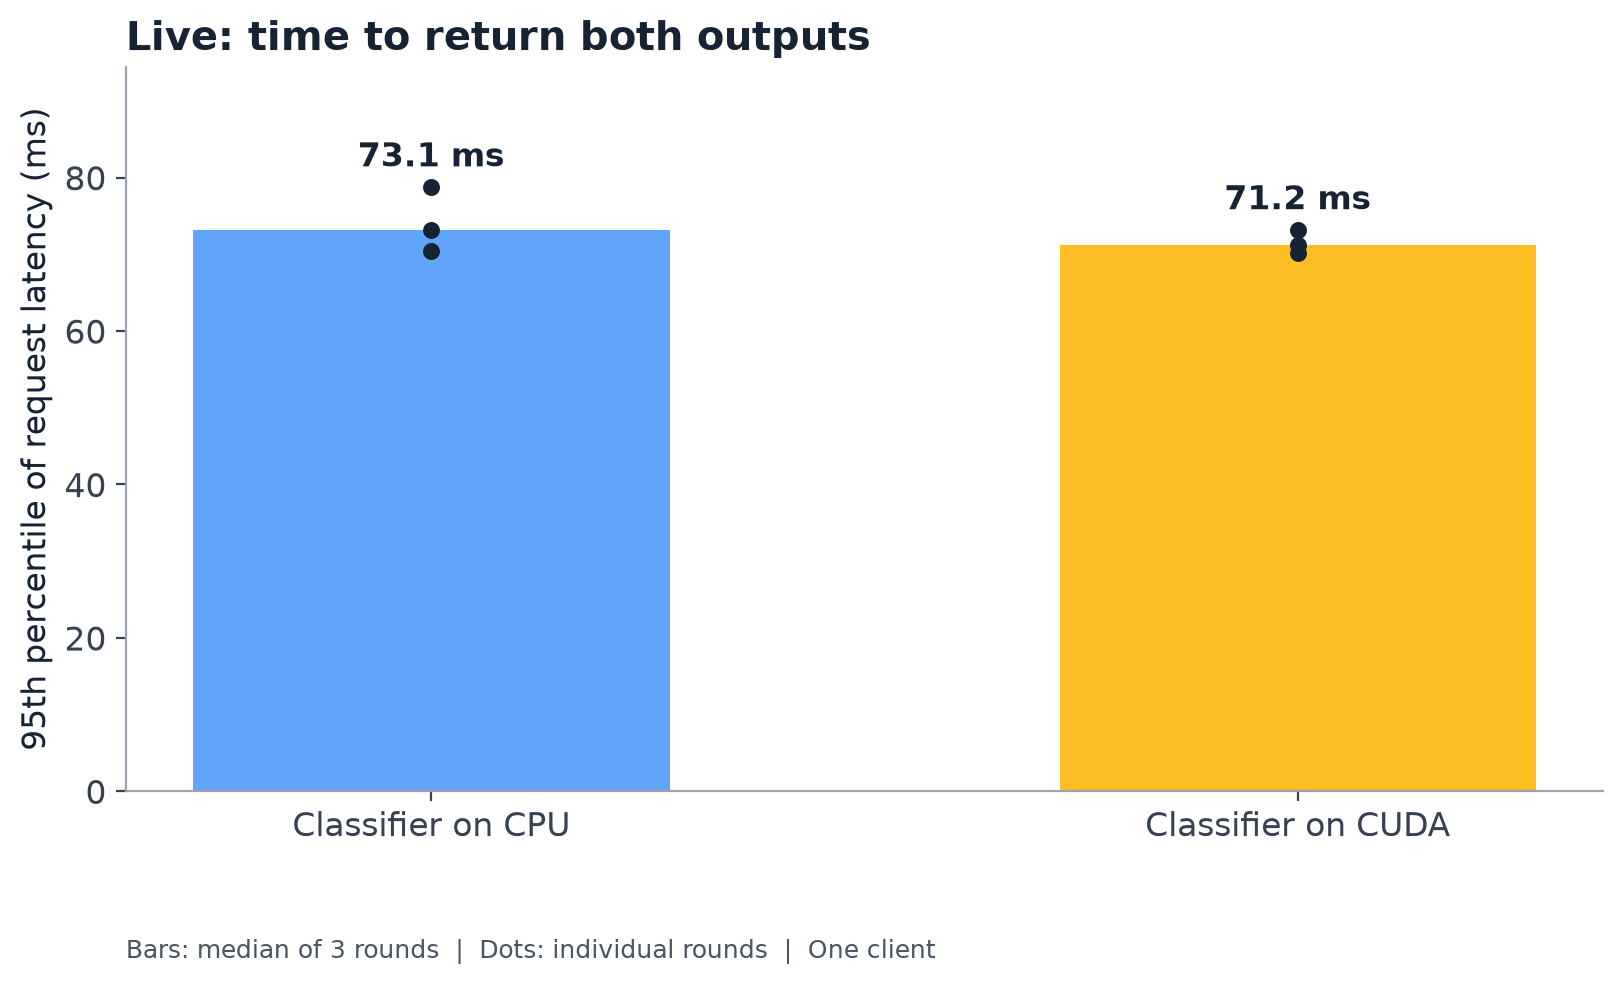 Live: time to return both outputs
95th percentile of request latency (ms)
80
60
40
20
0
73.1 ms
71.2 ms
Classifier on CPU
Classifier on CUDA
Bars: median of 3 rounds | Dots: individual rounds | One client